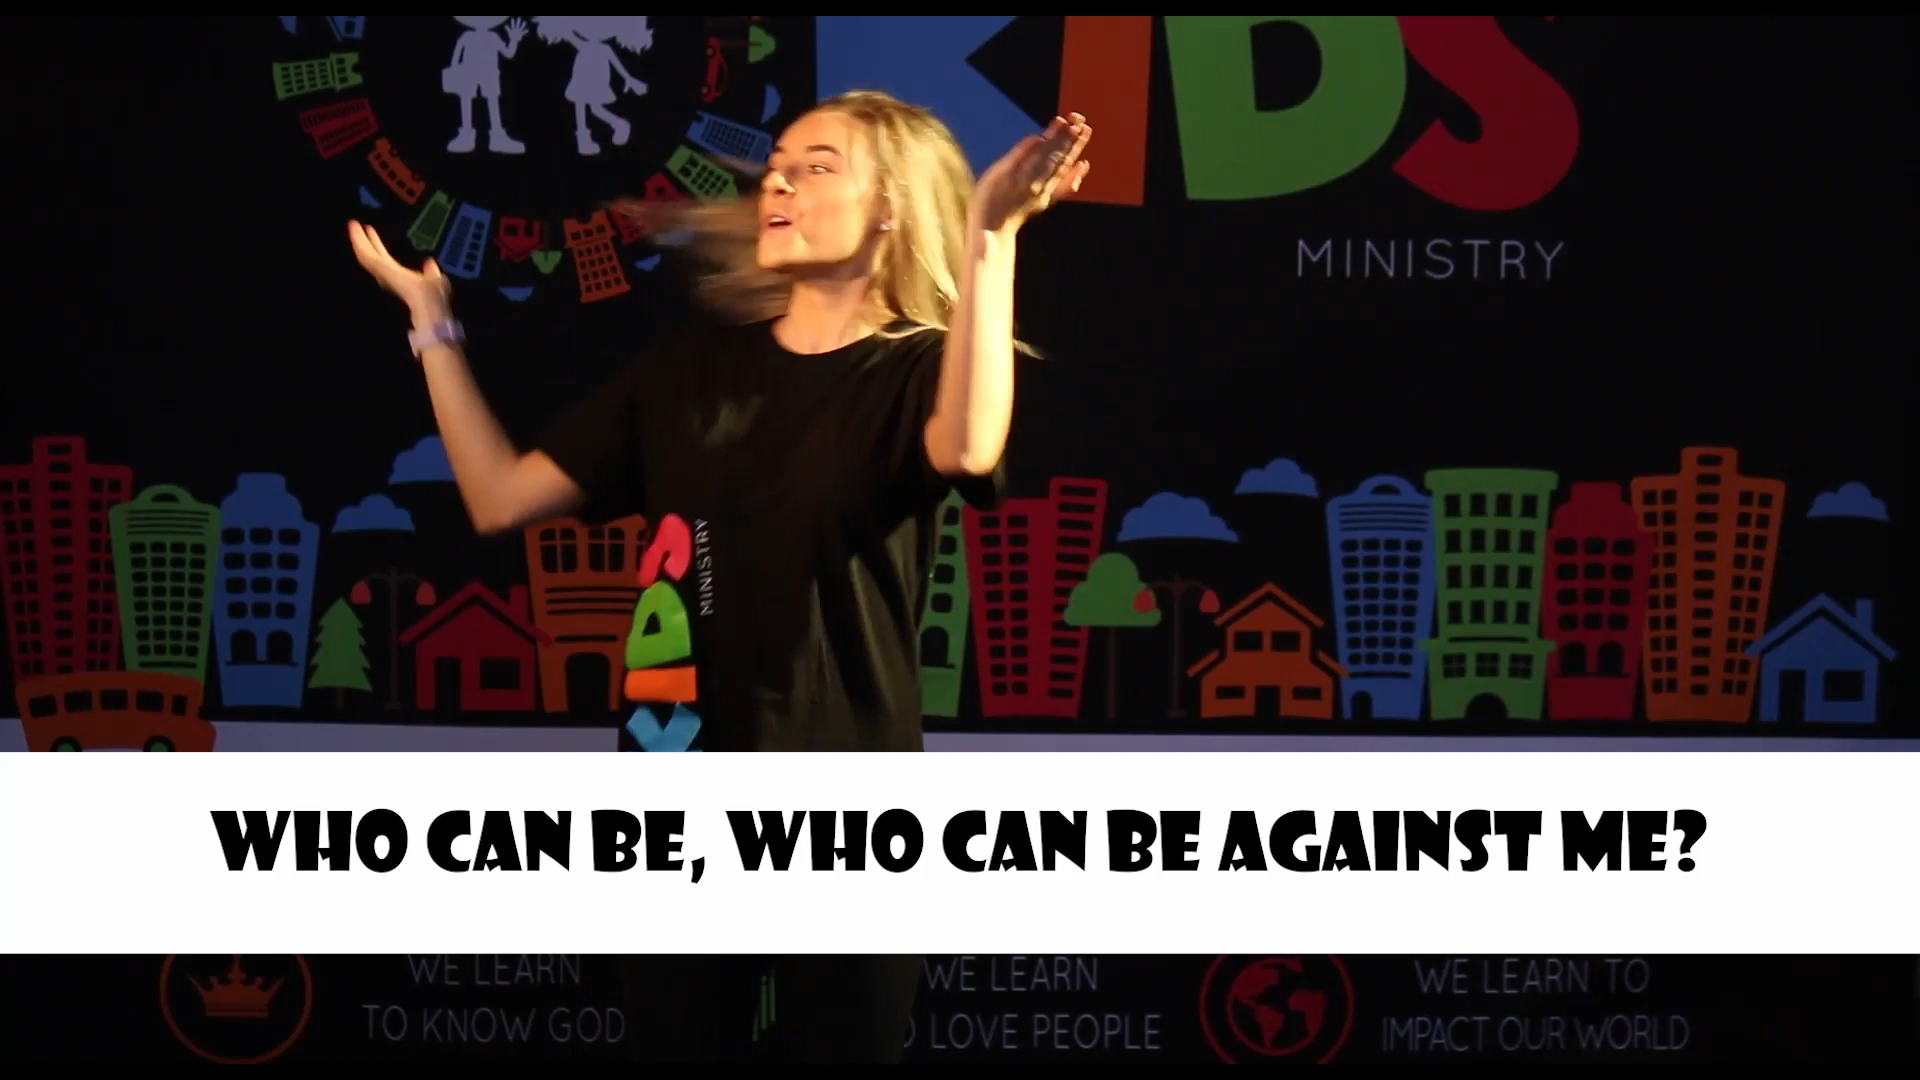 KIDS
MINISTRY
MINISTRY
WHO CAN BE, WHO CAN BE AGAINST ME?
WE LEARN
TO KNOW GOD
WE LEARN
LOVE PEOPLE
WE LEARN TO
IMPACT OUR WORLD